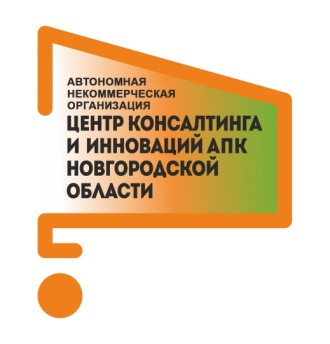 АВТОНОМНАЯ
НЕКОММЕРЧЕСКАЯ
ОРГАНИЗАЦИЯ
ЦЕНТР КОНСАЛТИНГА
И ИННОВАЦИЙ АПК
НОВГОРОДСКОЙ
ОБЛАСТИ